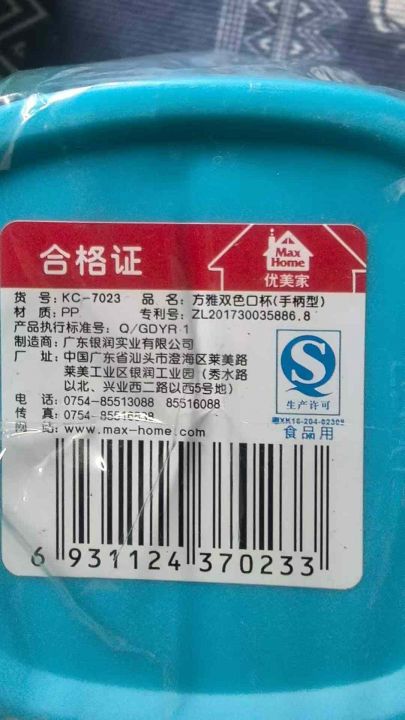 合格证
Max
Home
优美家
货 号: KC-7023 品 名: 方雅双色口杯(手柄型)
材 质: PP 专利号: ZL201730035886.8
产品执行标准号: Q/GDYR 1
制造商: 广东银润实业有限公司
厂 址: 中国广东省汕头市澄海区莱美路
莱美工业区银润工业园 (秀水路
以北、兴业西二路以西5号地)
电 话: 0754-85513088 85516088
传 真: 0754-
网 站: www.max-home.com
生产许可
食品用
6 931124 370233